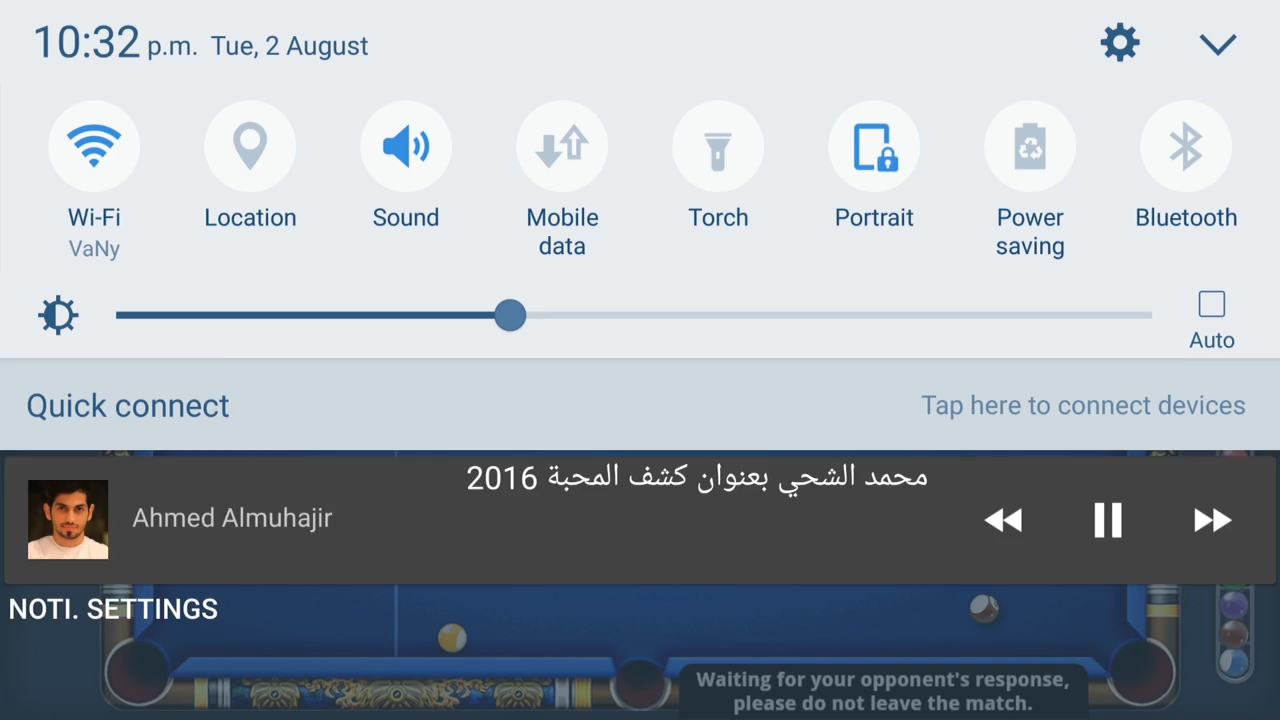 10:32 p.m. Tue, 2 August
Wi-Fi
VaNy
Location
Sound
Mobile
data
Torch
Portrait
Power
saving
Bluetooth
Auto
Quick connect
Tap here to connect devices
محمد الشحي بعنوان كشف المحبة 2016
Ahmed Almuhajir
NOTI. SETTINGS
Waiting for your opponent's response,
please do not leave the match.